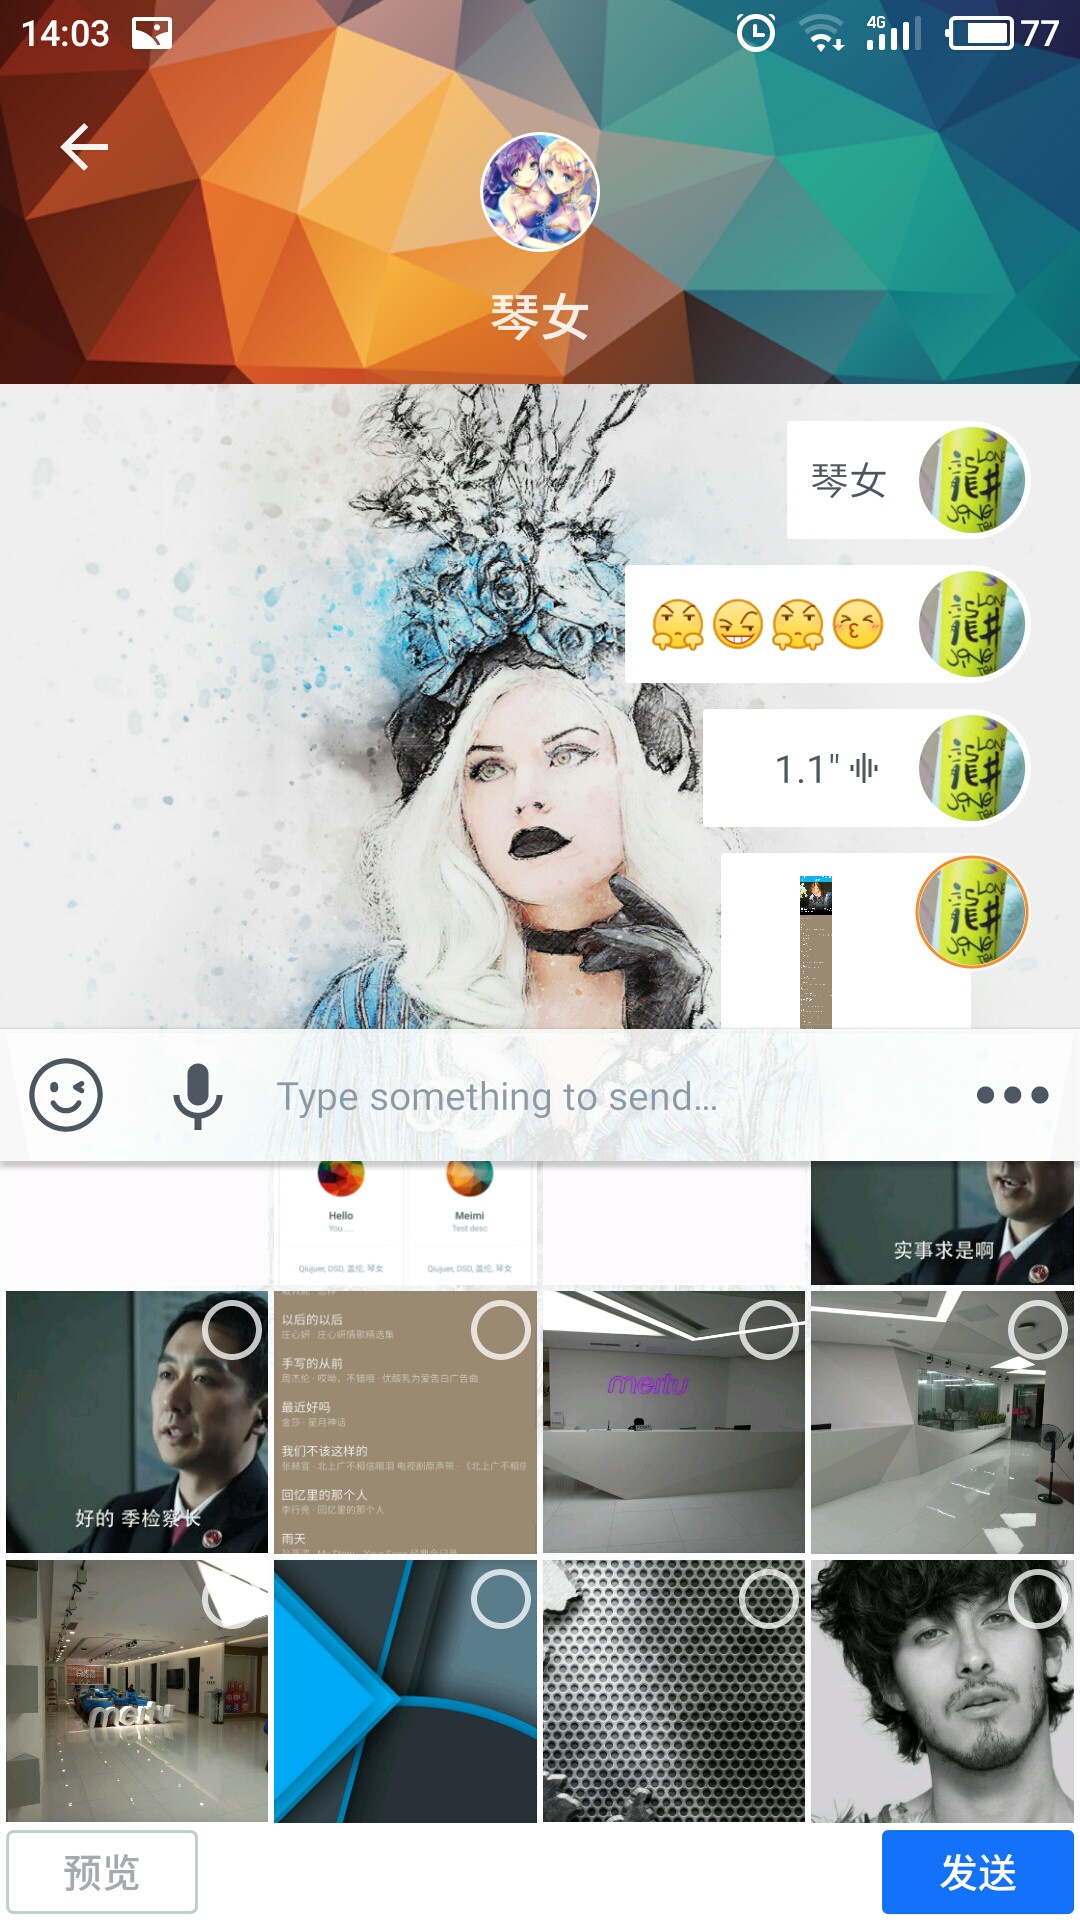 14:03
4G
77
琴女
琴女
1.1"
Type something to send...
Hello
Meimi
You ....
Test desc
Qiujuer, DSD, 盖伦, 琴女
Qiujuer, DSD, 盖伦, 琴女
实事求是啊
以后的以后
庄心妍 · 庄心妍情歌精选集
手写的从前
周杰伦 · 哎呦，不错哦 · 优酸乳为爱告白广告曲
最近好吗
金莎 · 星月神话
我们不该这样的
张赫宣 · 北上广不相信眼泪 电视剧原声带 · 《北上广不相信
回忆里的那个人
李行亮 · 回忆里的那个人
雨天
meitu
好的 季检察长
meitu
预览
发送